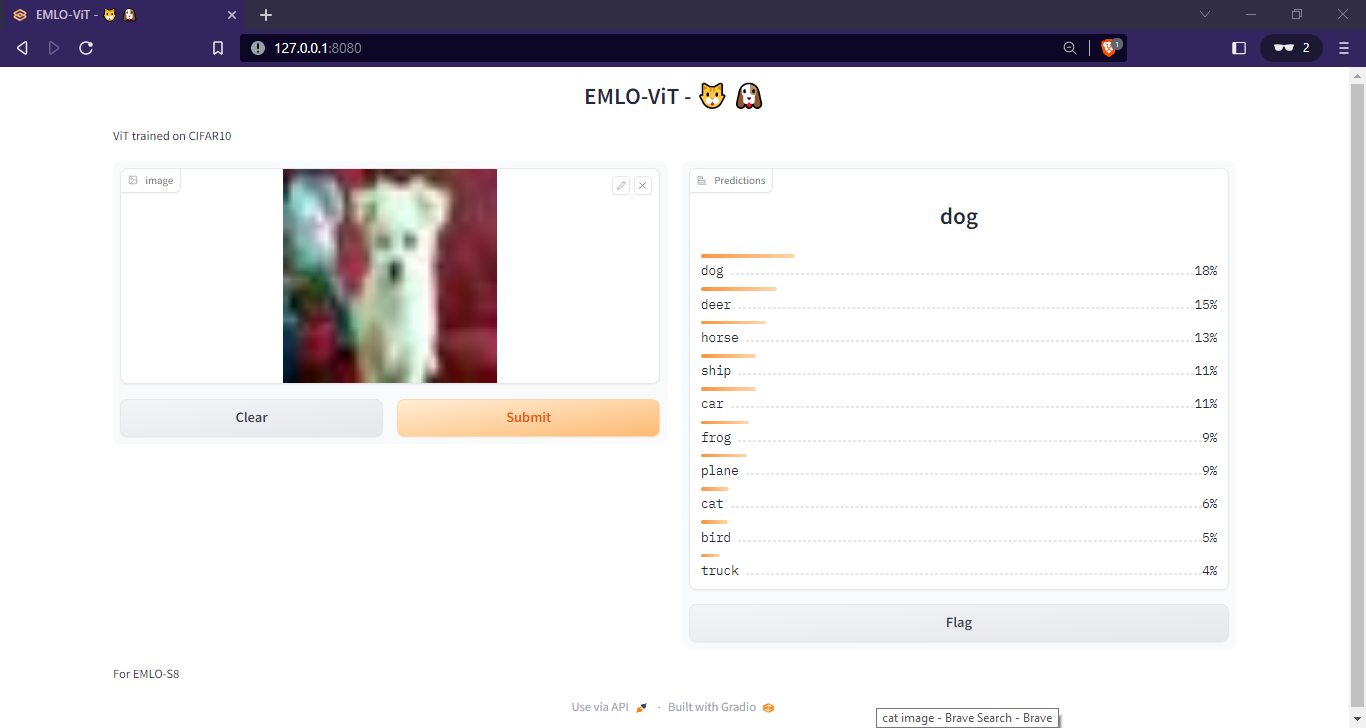 EMLO-ViT - 🐱 🐶
127.0.0.1:8080
1
2
EMLO-ViT - 🐱 🐶
ViT trained on CIFAR10
image
Clear
Submit
Predictions
dog
dog 18%
deer 15%
horse 13%
ship 11%
car 11%
frog 9%
plane 9%
cat 6%
bird 5%
truck 4%
Flag
For EMLO-S8
Use via API · Built with Gradio
cat image - Brave Search - Brave